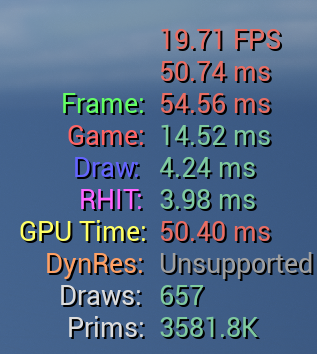 19.71 FPS
50.74 ms
Frame: 54.56 ms
Game: 14.52 ms
Draw: 4.24 ms
RHIT: 3.98 ms
GPU Time: 50.40 ms
DynRes: Unsupported
Draws: 657
Prims: 3581.8K